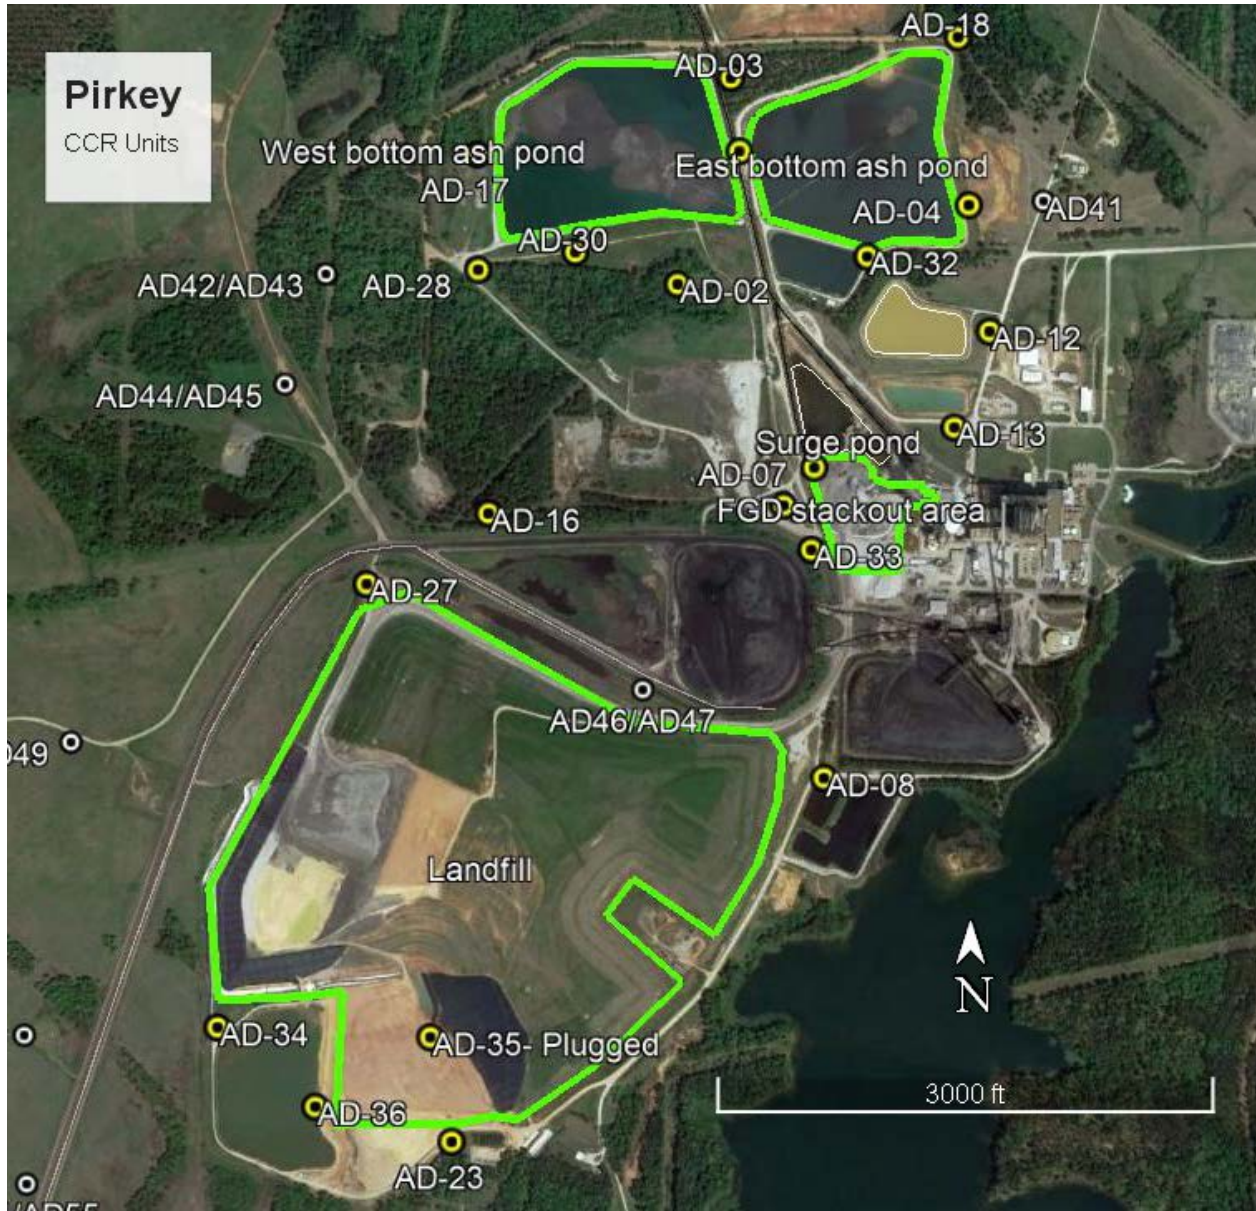 Pirkey
CCR Units
AD-18
AD-03
West bottom ash pond
East bottom ash pond
AD-17
AD-04
AD41
AD-30
AD-32
AD42/AD43
AD-28
AD-02
AD-12
AD44/AD45
AD-13
Surge pond
AD-07
FGD stackout area
AD-16
AD-33
AD-27
AD46/AD47
D49
AD-08
Landfill
N
AD-34
AD-35- Plugged
3000 ft
AD-36
AD-23
/AD55